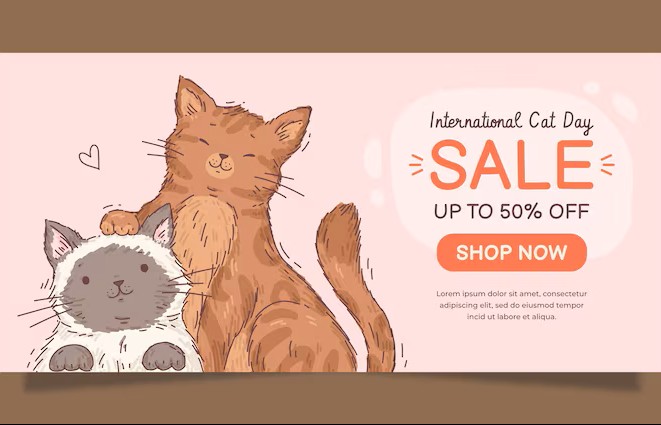 International Cat Day
SALE
UP TO 50% OFF
SHOP NOW
Lorem ipsum dolor sit amet, consectetur
adipiscing elit, sed do eiusmod tempor
incid ut labore et aliqua.